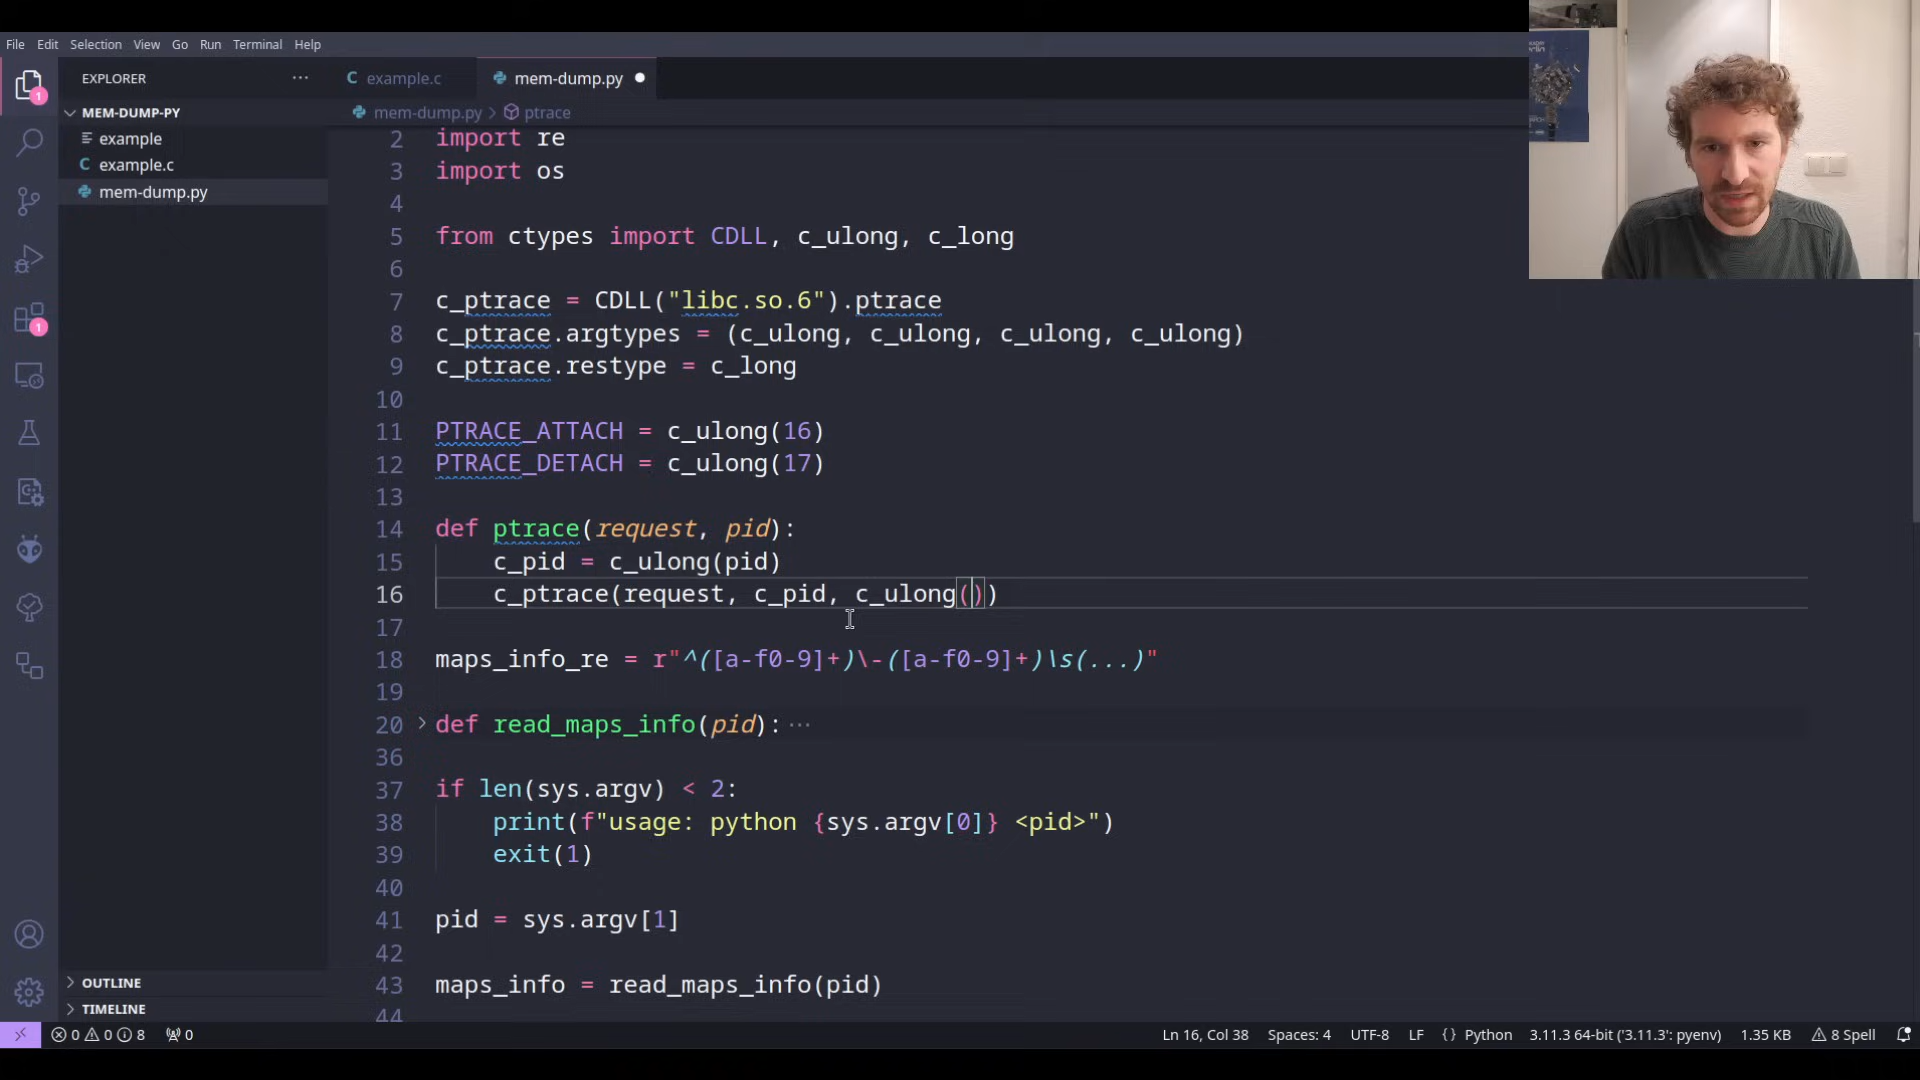 File Edit Selection View Go Run Terminal Help
EXPLORER ···
example.c
mem-dump.py
MEM-DUMP-PY
mem-dump.py > ptrace
example
example.c
mem-dump.py
2 import re
3 import os
4
5 from ctypes import CDLL, c_ulong, c_long
6
7 c_ptrace = CDLL("libc.so.6").ptrace
8 c_ptrace.argtypes = (c_ulong, c_ulong, c_ulong, c_ulong)
9 c_ptrace.restype = c_long
10
11 PTRACE_ATTACH = c_ulong(16)
12 PTRACE_DETACH = c_ulong(17)
13
14 def ptrace(request, pid):
15 c_pid = c_ulong(pid)
16 c_ptrace(request, c_pid, c_ulong())
17
18 maps_info_re = r"^([a-f0-9]+)\-([a-f0-9]+)\s(...)"
19
20 def read_maps_info(pid): ···
36
37 if len(sys.argv) < 2:
38 print(f"usage: python {sys.argv[0]} <pid>")
39 exit(1)
40
41 pid = sys.argv[1]
42
43 maps_info = read_maps_info(pid)
44
1
1
OUTLINE
TIMELINE
0 0 8 0 Ln 16, Col 38 Spaces: 4 UTF-8 LF {} Python 3.11.3 64-bit ('3.11.3': pyenv) 1.35 KB 8 Spell